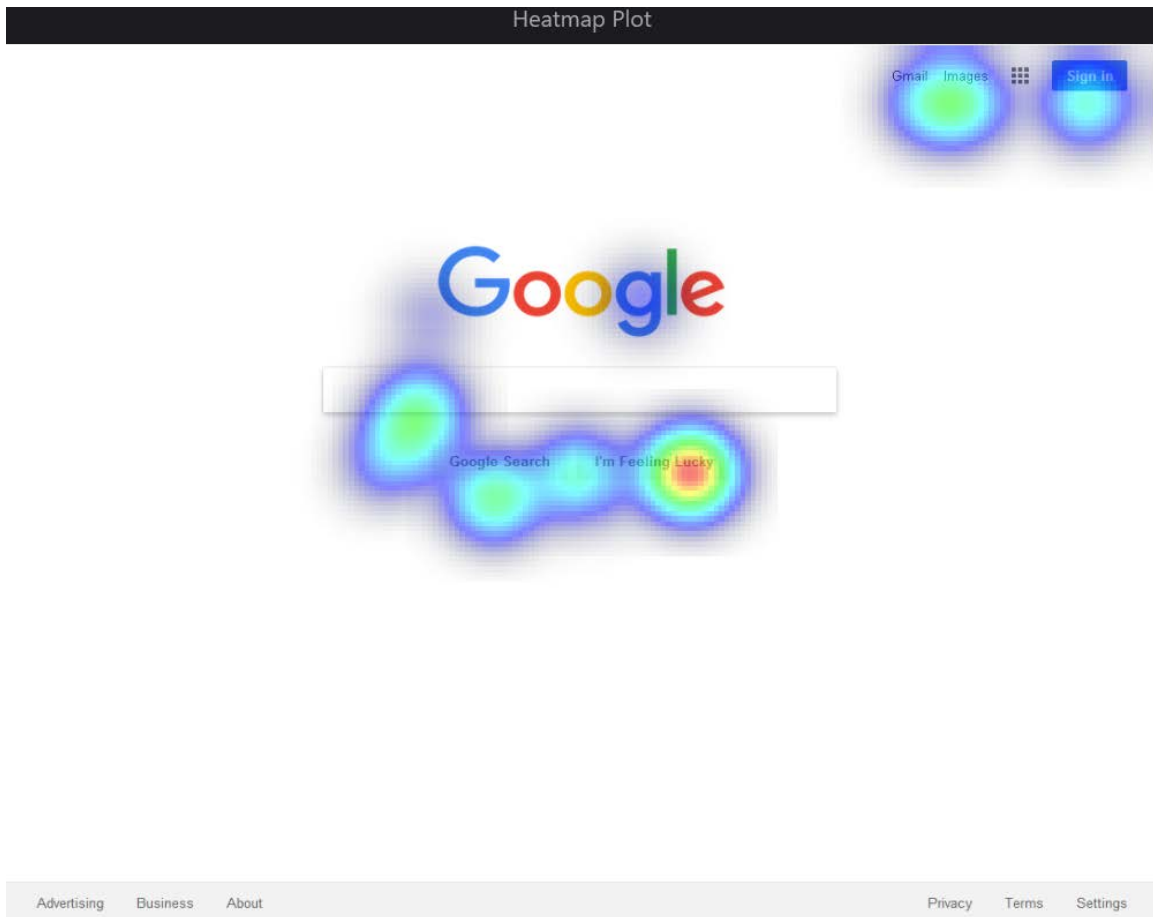 Heatmap Plot
Gmail Images Sign in
Google
Google Search I'm Feeling Lucky
Advertising Business About Privacy Terms Settings